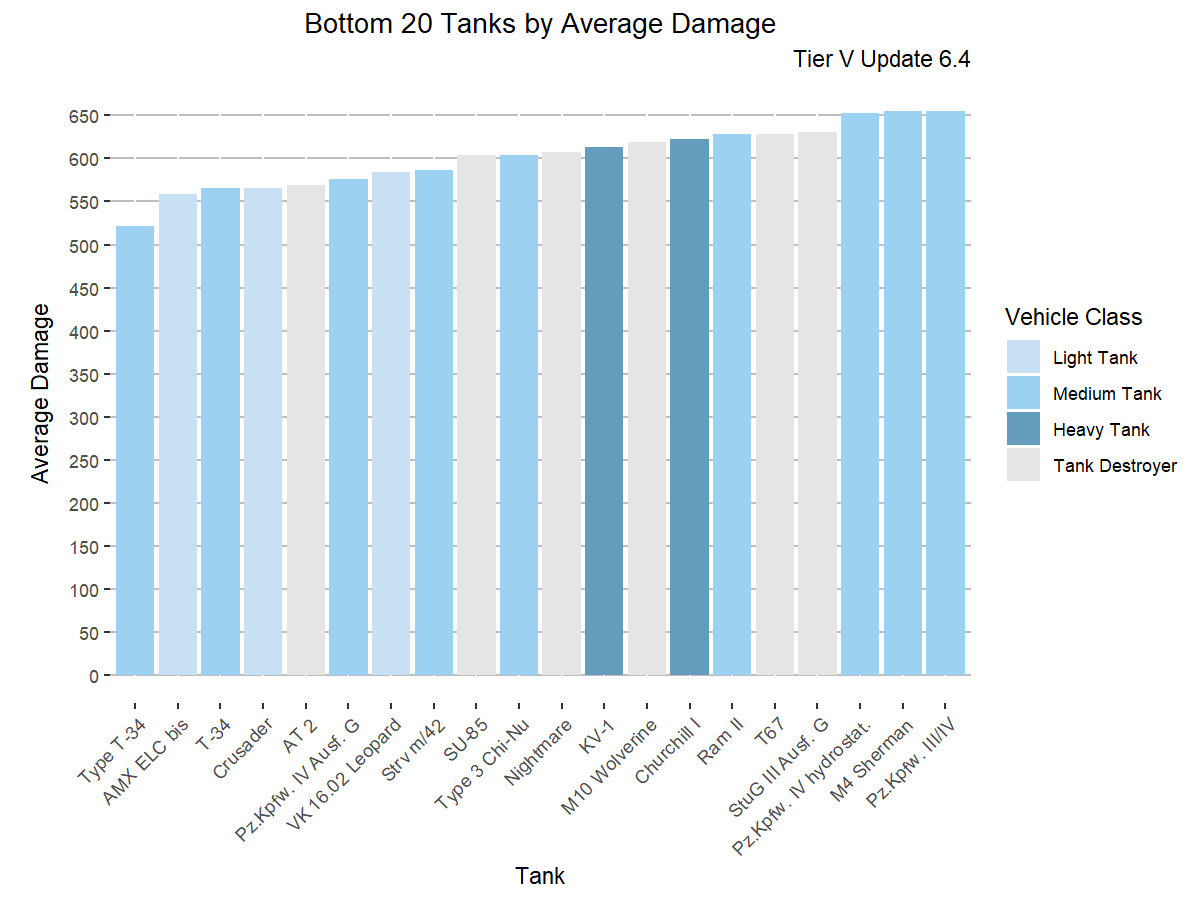 Bottom 20 Tanks by Average Damage
Tier V Update 6.4
Average Damage
650
600
550
500
450
400
350
300
250
200
150
100
50
0
Type T-34
AMX ELC bis
T-34
Crusader
AT 2
Pz.Kpfw. IV Ausf. G
VK 16.02 Leopard
Strv m/42
SU-85
Type 3 Chi-Nu
Nightmare
KV-1
M10 Wolverine
Churchill I
Ram II
T67
StuG III Ausf. G
Pz.Kpfw. IV hydrostat.
M4 Sherman
Pz.Kpfw. III/IV
Tank
Vehicle Class
Light Tank
Medium Tank
Heavy Tank
Tank Destroyer